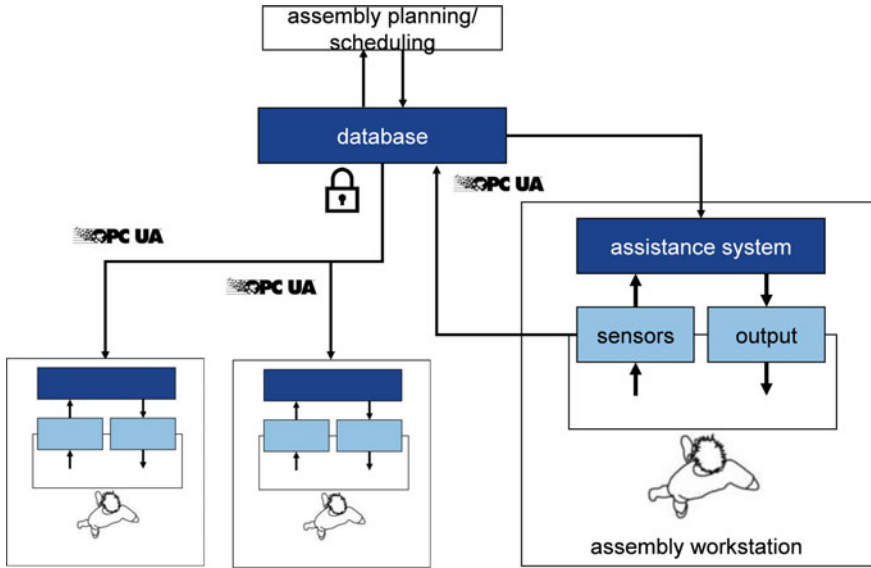 assembly planning/
scheduling
database
OPC UA
OPC UA
OPC UA
assistance system
sensors
output
assembly workstation